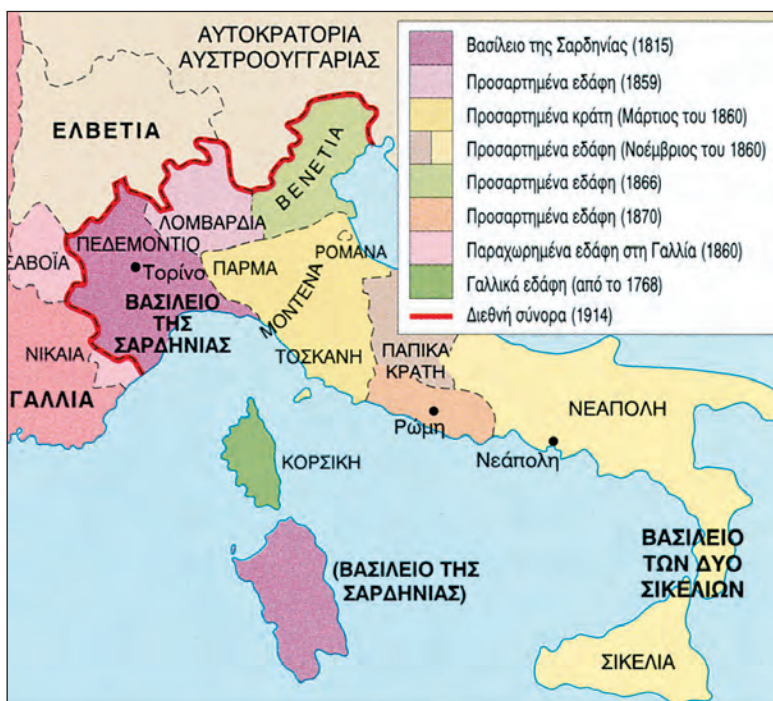 ΑΥΤΟΚΡΑΤΟΡΙΑ
ΑΥΣΤΡΟΟΥΓΓΑΡΙΑΣ
ΕΛΒΕΤΙΑ
ΒΕΝΕΤΙΑ
ΛΟΜΒΑΡΔΙΑ
ΣΑΒΟΪΑ
ΠΕΔΕΜΟΝΤΙΟ
Τορίνο
ΠΑΡΜΑ
ΡΟΜΑΝΑ
ΜΟΝΤΕΝΑ
ΒΑΣΙΛΕΙΟ
ΤΗΣ
ΣΑΡΔΗΝΙΑΣ
ΝΙΚΑΙΑ
ΤΟΣΚΑΝΗ
ΠΑΠΙΚΑ
ΚΡΑΤΗ
ΓΑΛΛΙΑ
Ρώμη
ΝΕΑΠΟΛΗ
Νεάπολη
ΚΟΡΣΙΚΗ
(ΒΑΣΙΛΕΙΟ ΤΗΣ
ΣΑΡΔΗΝΙΑΣ)
ΒΑΣΙΛΕΙΟ
ΤΩΝ ΔΥΟ
ΣΙΚΕΛΙΩΝ
ΣΙΚΕΛΙΑ
Βασίλειο της Σαρδηνίας (1815)
Προσαρτημένα εδάφη (1859)
Προσαρτημένα κράτη (Μάρτιος του 1860)
Προσαρτημένα εδάφη (Νοέμβριος του 1860)
Προσαρτημένα εδάφη (1866)
Προσαρτημένα εδάφη (1870)
Παραχωρημένα εδάφη στη Γαλλία (1860)
Γαλλικά εδάφη (από το 1768)
Διεθνή σύνορα (1914)